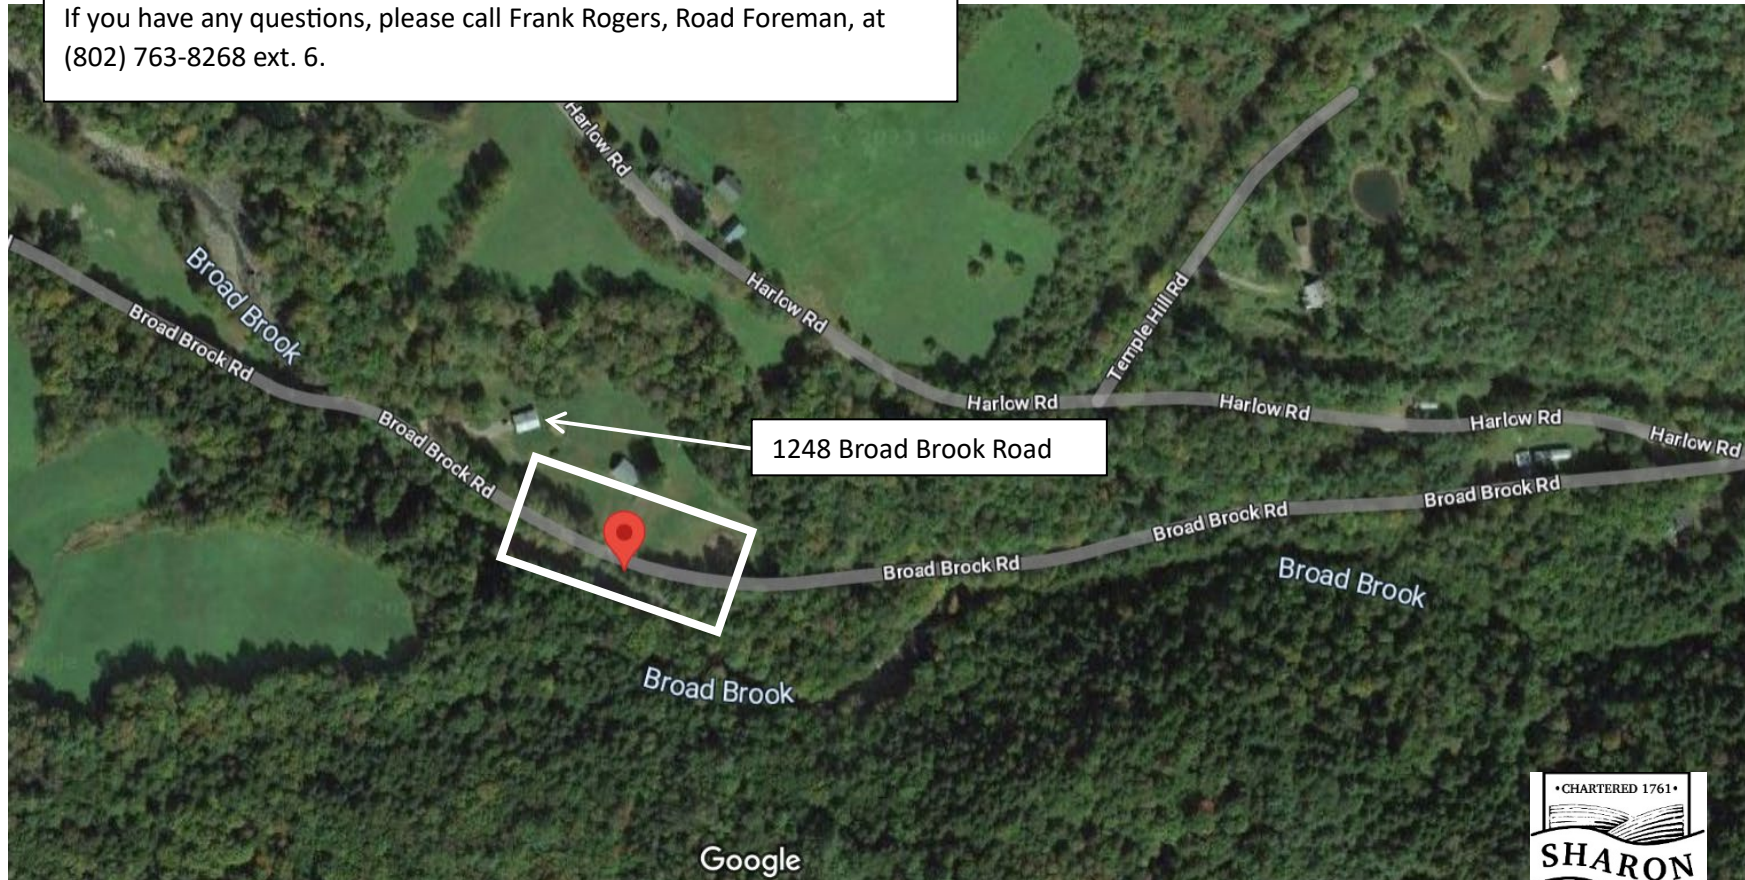 If you have any questions, please call Frank Rogers, Road Foreman, at
(802) 763-8268 ext. 6.
Harlow Rd
Broad Brook
Broad Brock Rd
Harlow Rd
Temple Hill Rd
Harlow Rd
Harlow Rd
Harlow Rd
Harlow Rd
Broad Brock Rd
1248 Broad Brook Road
Broad Brock Rd
Broad Brock Rd
Broad Brock Rd
Broad Brook
Broad Brook
Google
•CHARTERED 1761•
SHARON